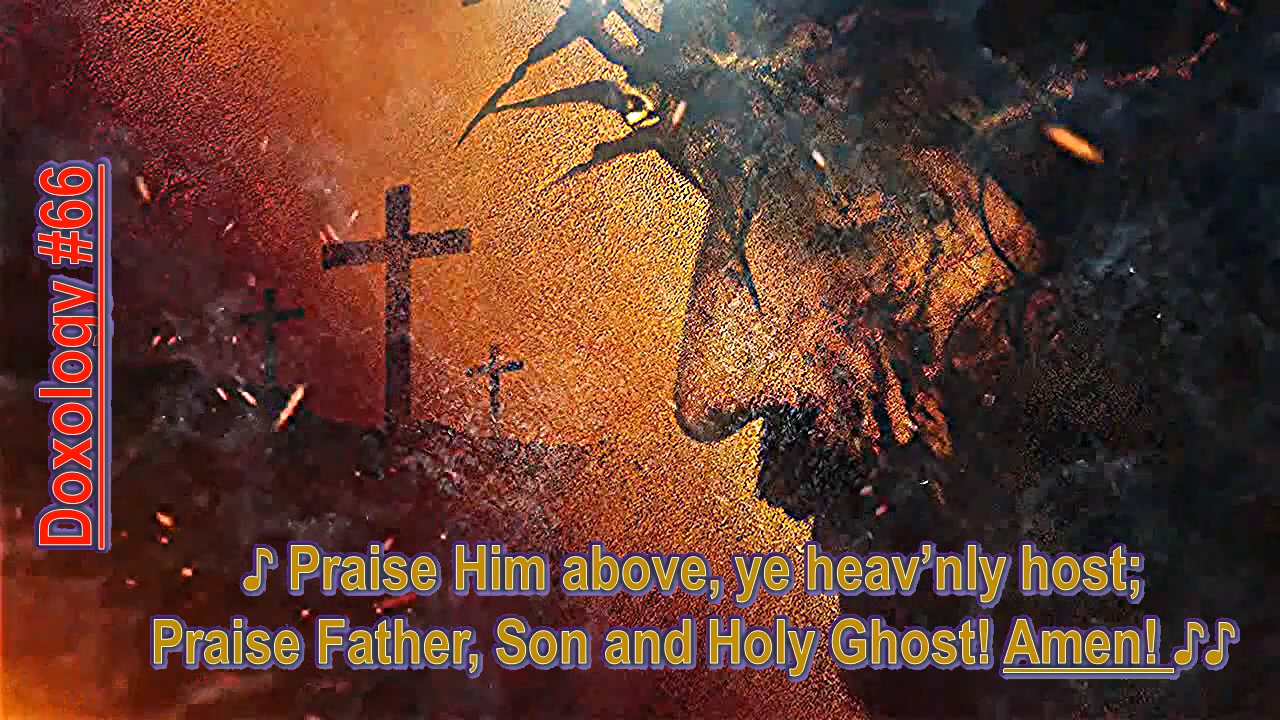 Doxology #66
♪ Praise Him above, ye heav’nly host;
Praise Father, Son and Holy Ghost! Amen! ♪♪